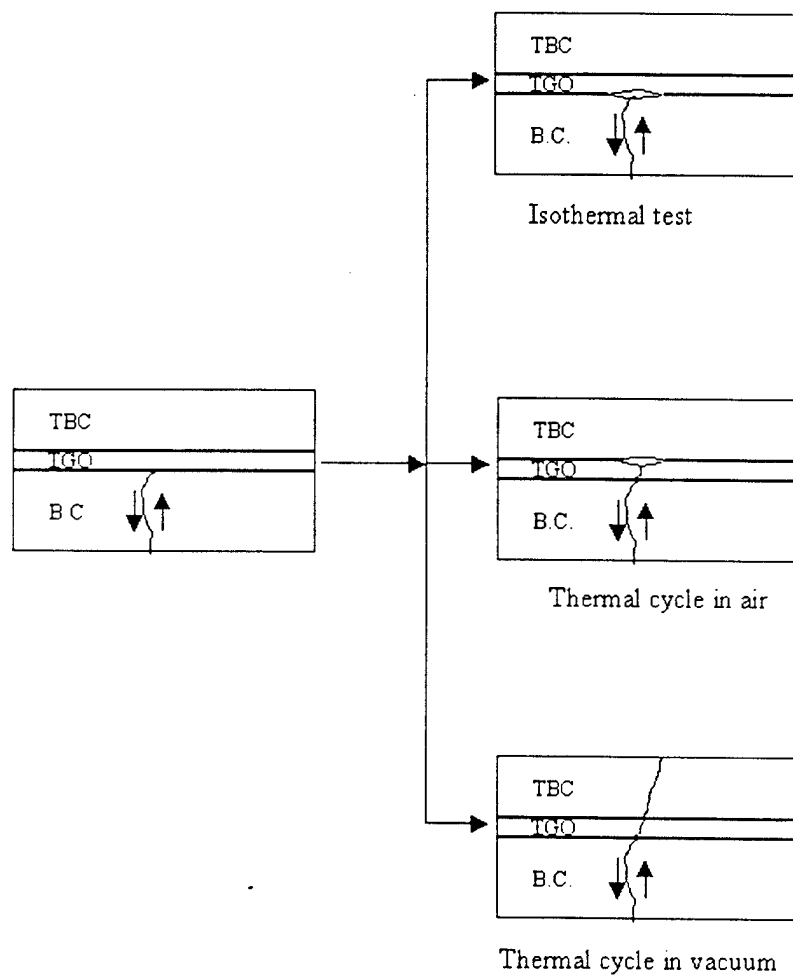 TBC
TGO
B.C.
Isothermal test
TBC
TGO
B C
TBC
TGO
B.C.
Thermal cycle in air
TBC
TGO
B.C.
Thermal cycle in vacuum